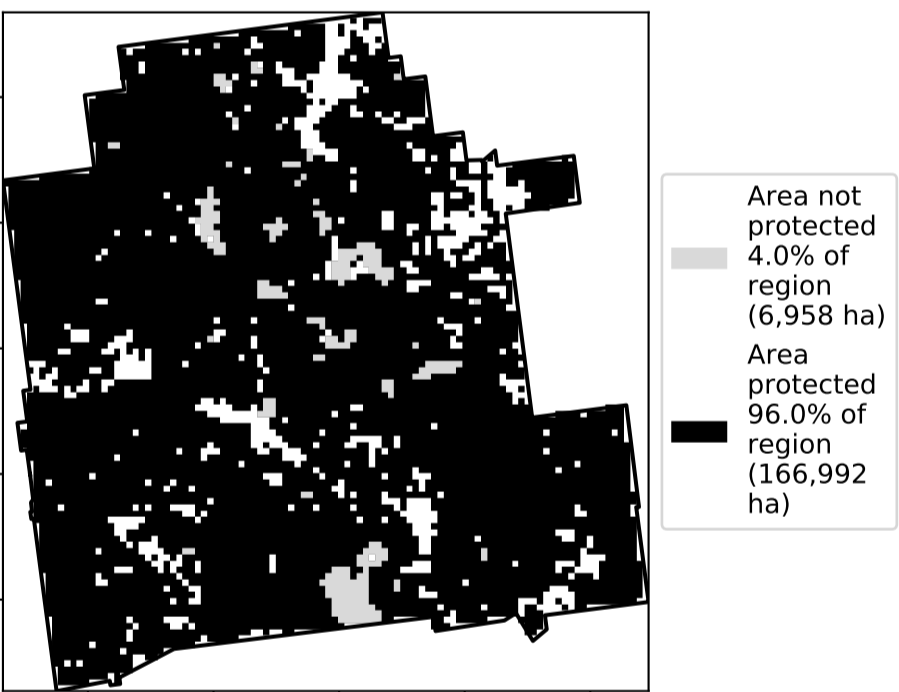 Area not
protected
4.0% of
region
(6,958 ha)
Area
protected
96.0% of
region
(166,992
ha)